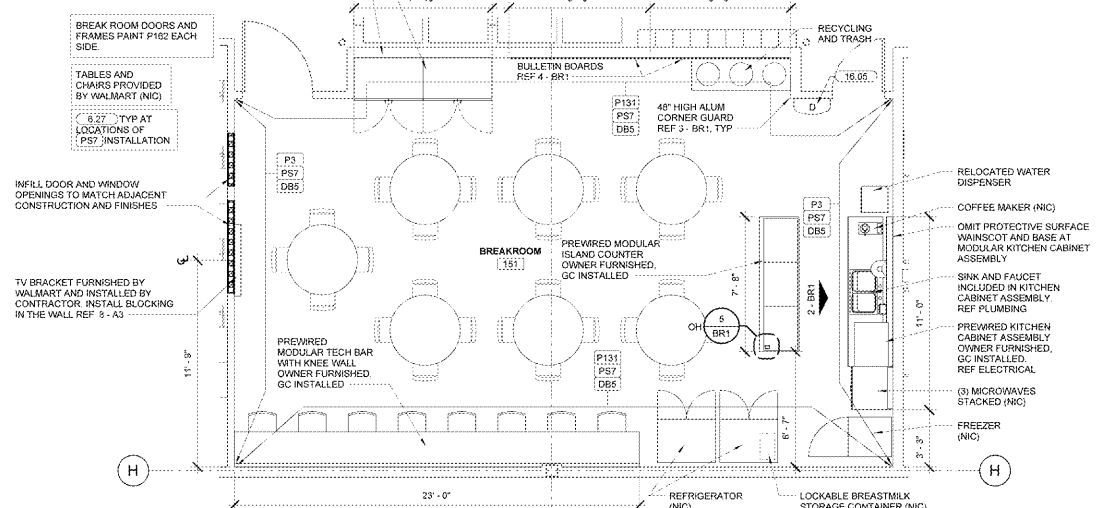 BREAK ROOM DOORS AND
FRAMES PAINT P162 EACH
SIDE.
TABLES AND
CHAIRS PROVIDED
BY WALMART (NIC)
6.27 TYP AT
LOCATIONS OF
PS7 INSTALLATION
INFILL DOOR AND WINDOW
OPENINGS TO MATCH ADJACENT
CONSTRUCTION AND FINISHES
TV BRACKET FURNISHED BY
WALMART AND INSTALLED BY
CONTRACTOR. INSTALL BLOCKING
IN THE WALL REF 8 - A3
11' - 9"
P3
PS7
DB5
BULLETIN BOARDS
REF 4 - BR1
P131
PS7
DB5
48" HIGH ALUM
CORNER GUARD
REF 3 - BR1, TYP
RECYCLING
AND TRASH
16.05
D
BREAKROOM
151
PREWIRED MODULAR
ISLAND COUNTER
OWNER FURNISHED,
GC INSTALLED
7' - 8"
P3
PS7
DB5
2 - BR1
OH
5
BR1
PREWIRED
MODULAR TECH BAR
WITH KNEE WALL
OWNER FURNISHED,
GC INSTALLED
P131
PS7
DB5
6' - 7"
RELOCATED WATER
DISPENSER
COFFEE MAKER (NIC)
OMIT PROTECTIVE SURFACE
WAINSCOT AND BASE AT
MODULAR KITCHEN CABINET
ASSEMBLY
SINK AND FAUCET
INCLUDED IN KITCHEN
CABINET ASSEMBLY.
REF PLUMBING
11' - 0"
PREWIRED KITCHEN
CABINET ASSEMBLY
OWNER FURNISHED,
GC INSTALLED.
REF ELECTRICAL
(3) MICROWAVES
STACKED (NIC)
FREEZER
(NIC)
3' - 3"
H
H
23' - 0"
REFRIGERATOR
(NIC)
LOCKABLE BREASTMILK
STORAGE CONTAINER (NIC)